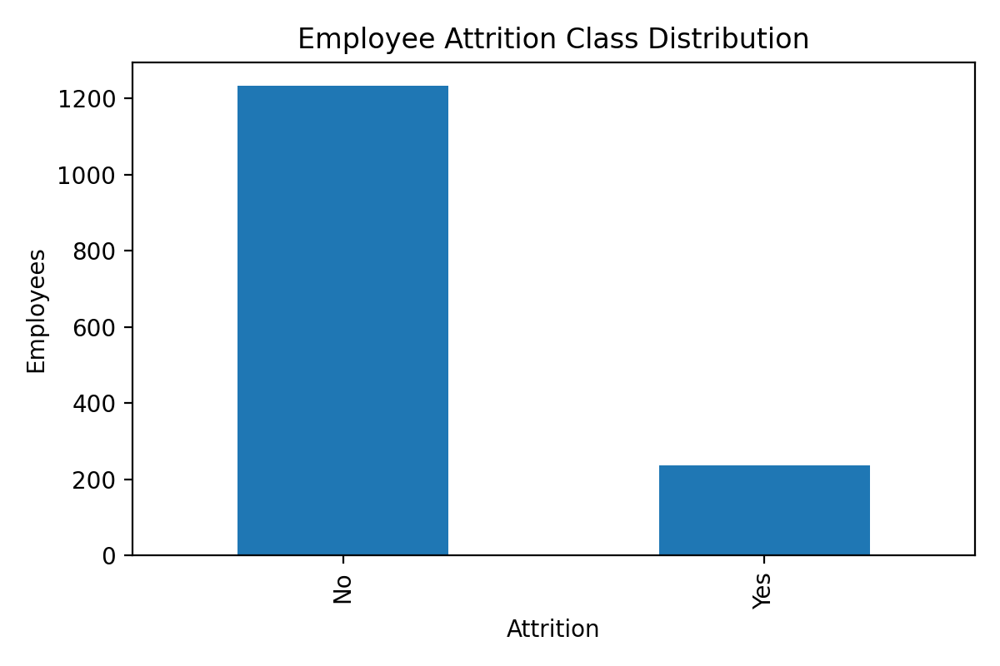 Employee Attrition Class Distribution
1200
1000
800
600
400
200
0
Employees
No
Yes
Attrition